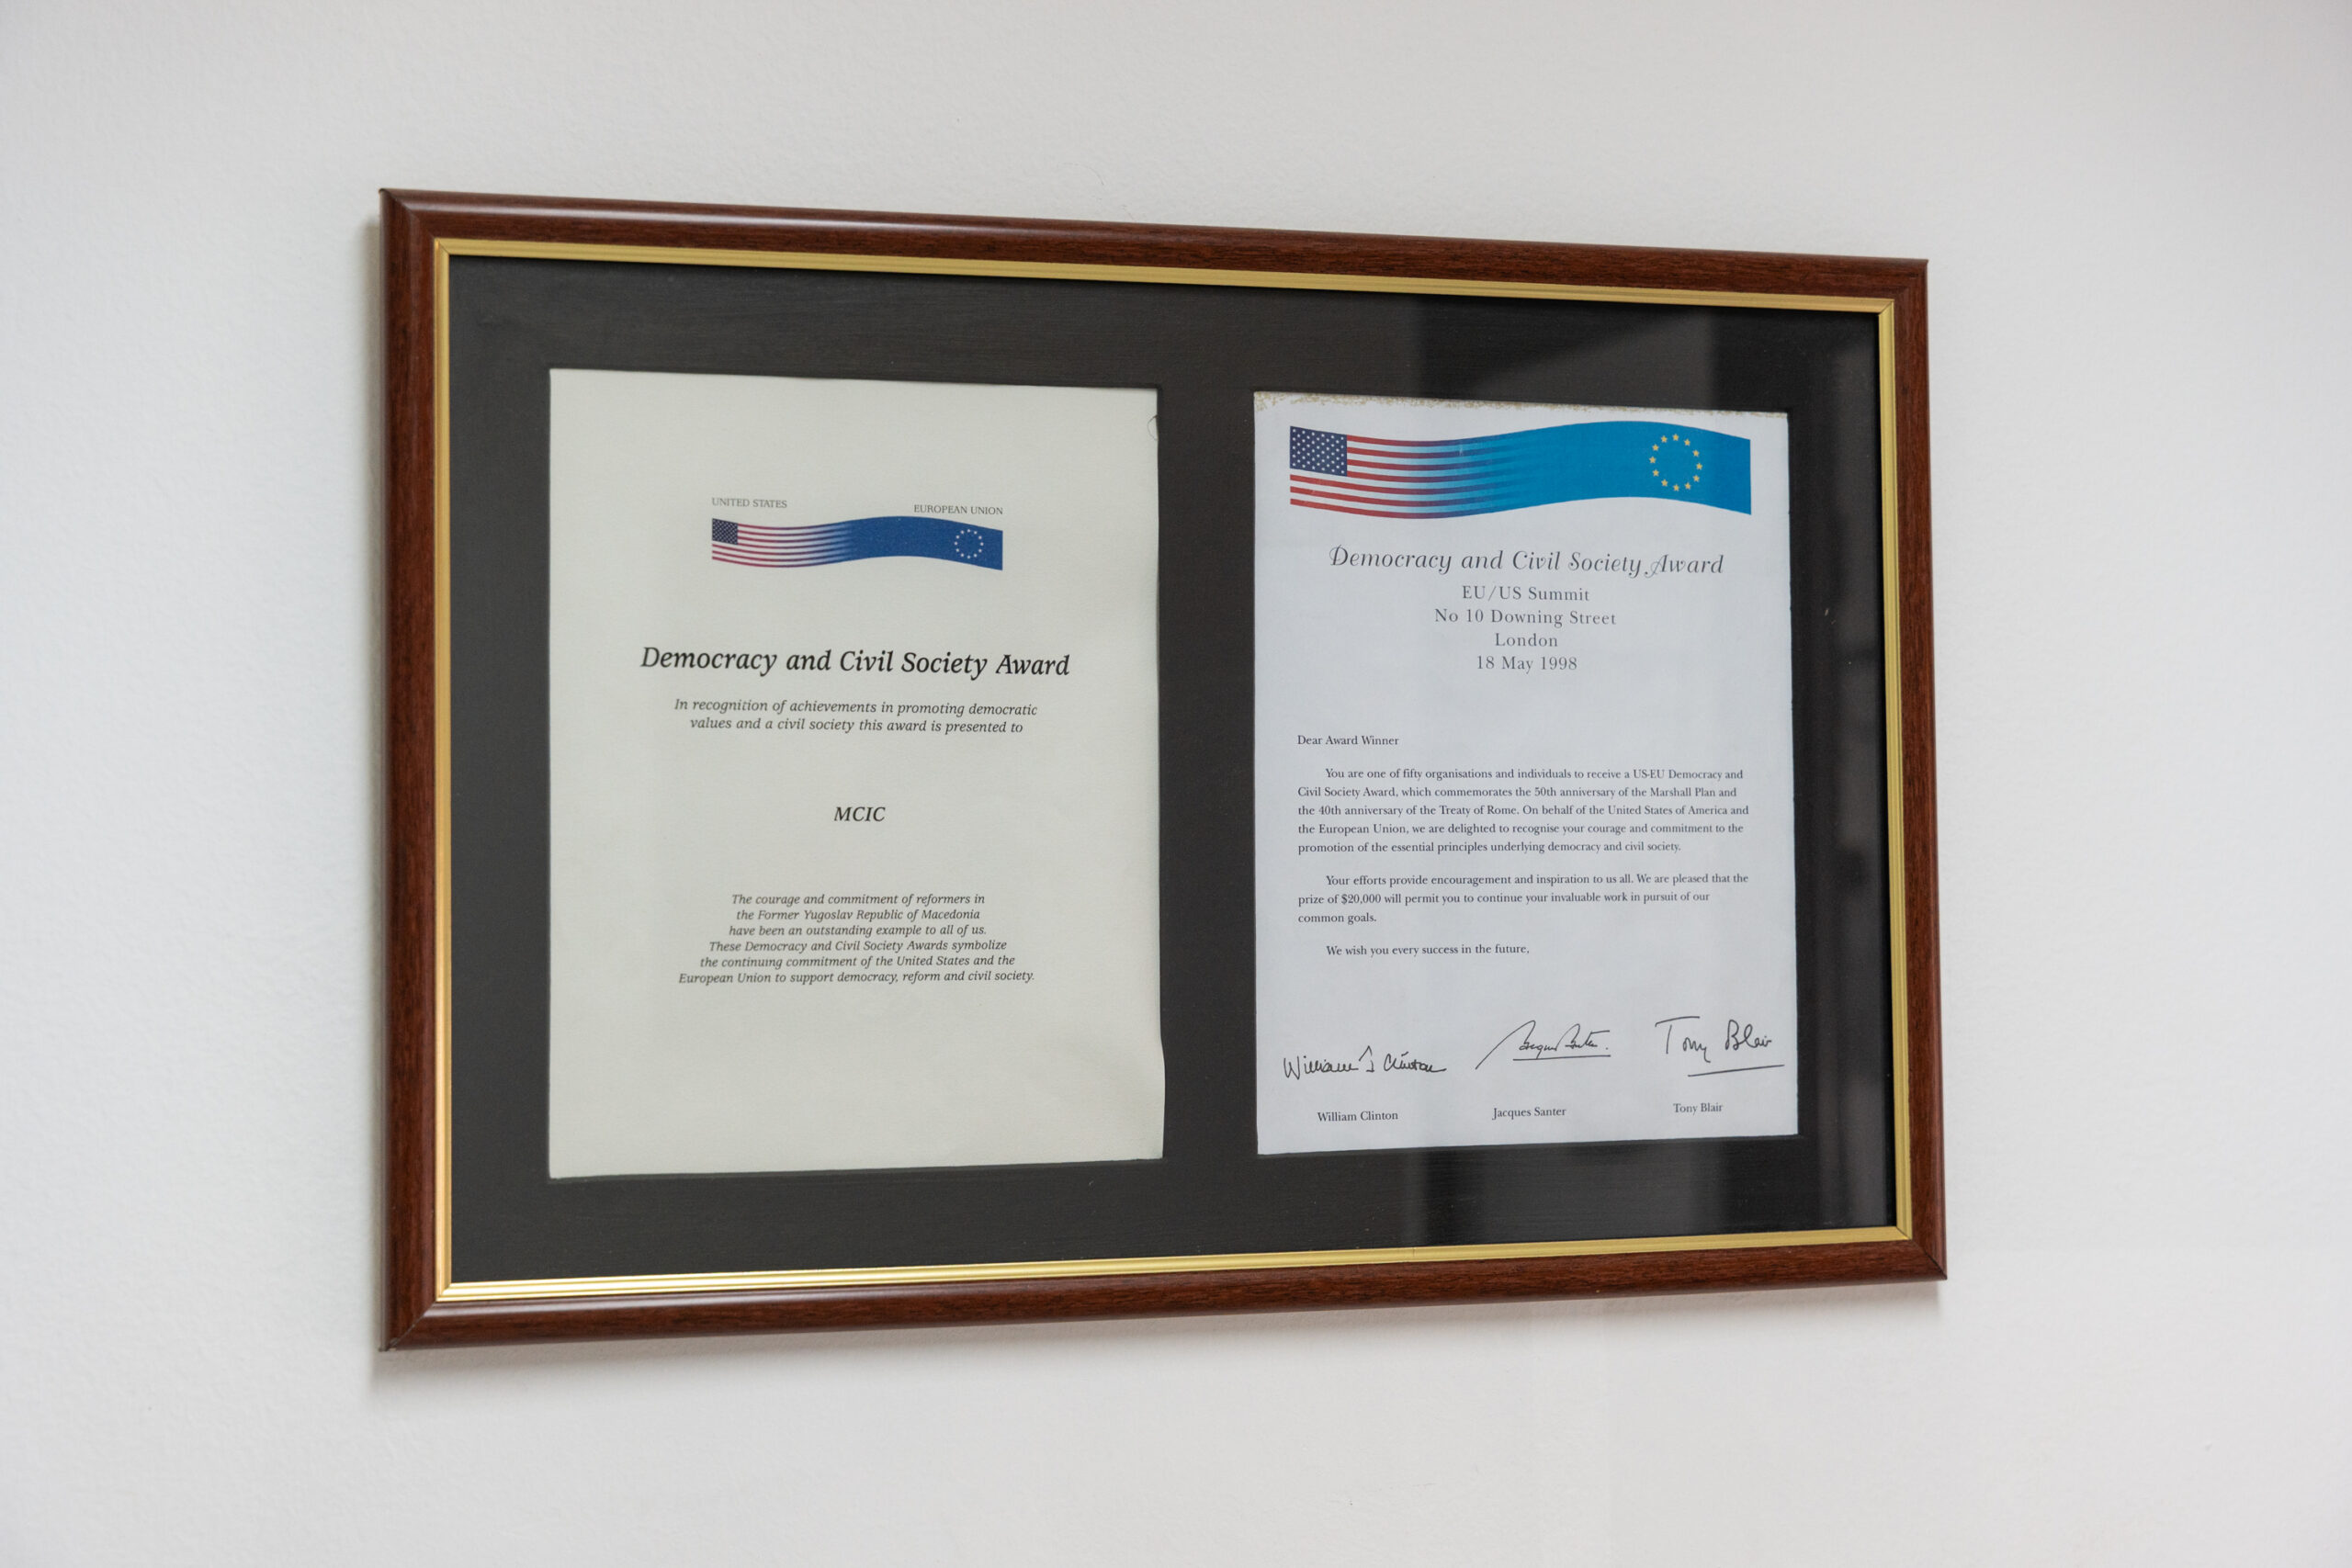 UNITED STATES
EUROPEAN UNION
Democracy and Civil Society Award
In recognition of achievements in promoting democratic
values and a civil society this award is presented to
MCIC
The courage and commitment of reformers in
the Former Yugoslav Republic of Macedonia
have been an outstanding example to all of us.
These Democracy and Civil Society Awards symbolize
the continuing commitment of the United States and the
European Union to support democracy, reform and civil society.
Democracy and Civil Society Award
EU/US Summit
No 10 Downing Street
London
18 May 1998
Dear Award Winner
You are one of fifty organisations and individuals to receive a US-EU Democracy and
Civil Society Award, which commemorates the 50th anniversary of the Marshall Plan and
the 40th anniversary of the Treaty of Rome. On behalf of the United States of America and
the European Union, we are delighted to recognise your courage and commitment to the
promotion of the essential principles underlying democracy and civil society.
Your efforts provide encouragement and inspiration to us all. We are pleased that the
prize of $20,000 will permit you to continue your invaluable work in pursuit of our
common goals.
We wish you every success in the future,
William J Clinton
Jacques Santer
Tony Blair
William Clinton
Jacques Santer
Tony Blair